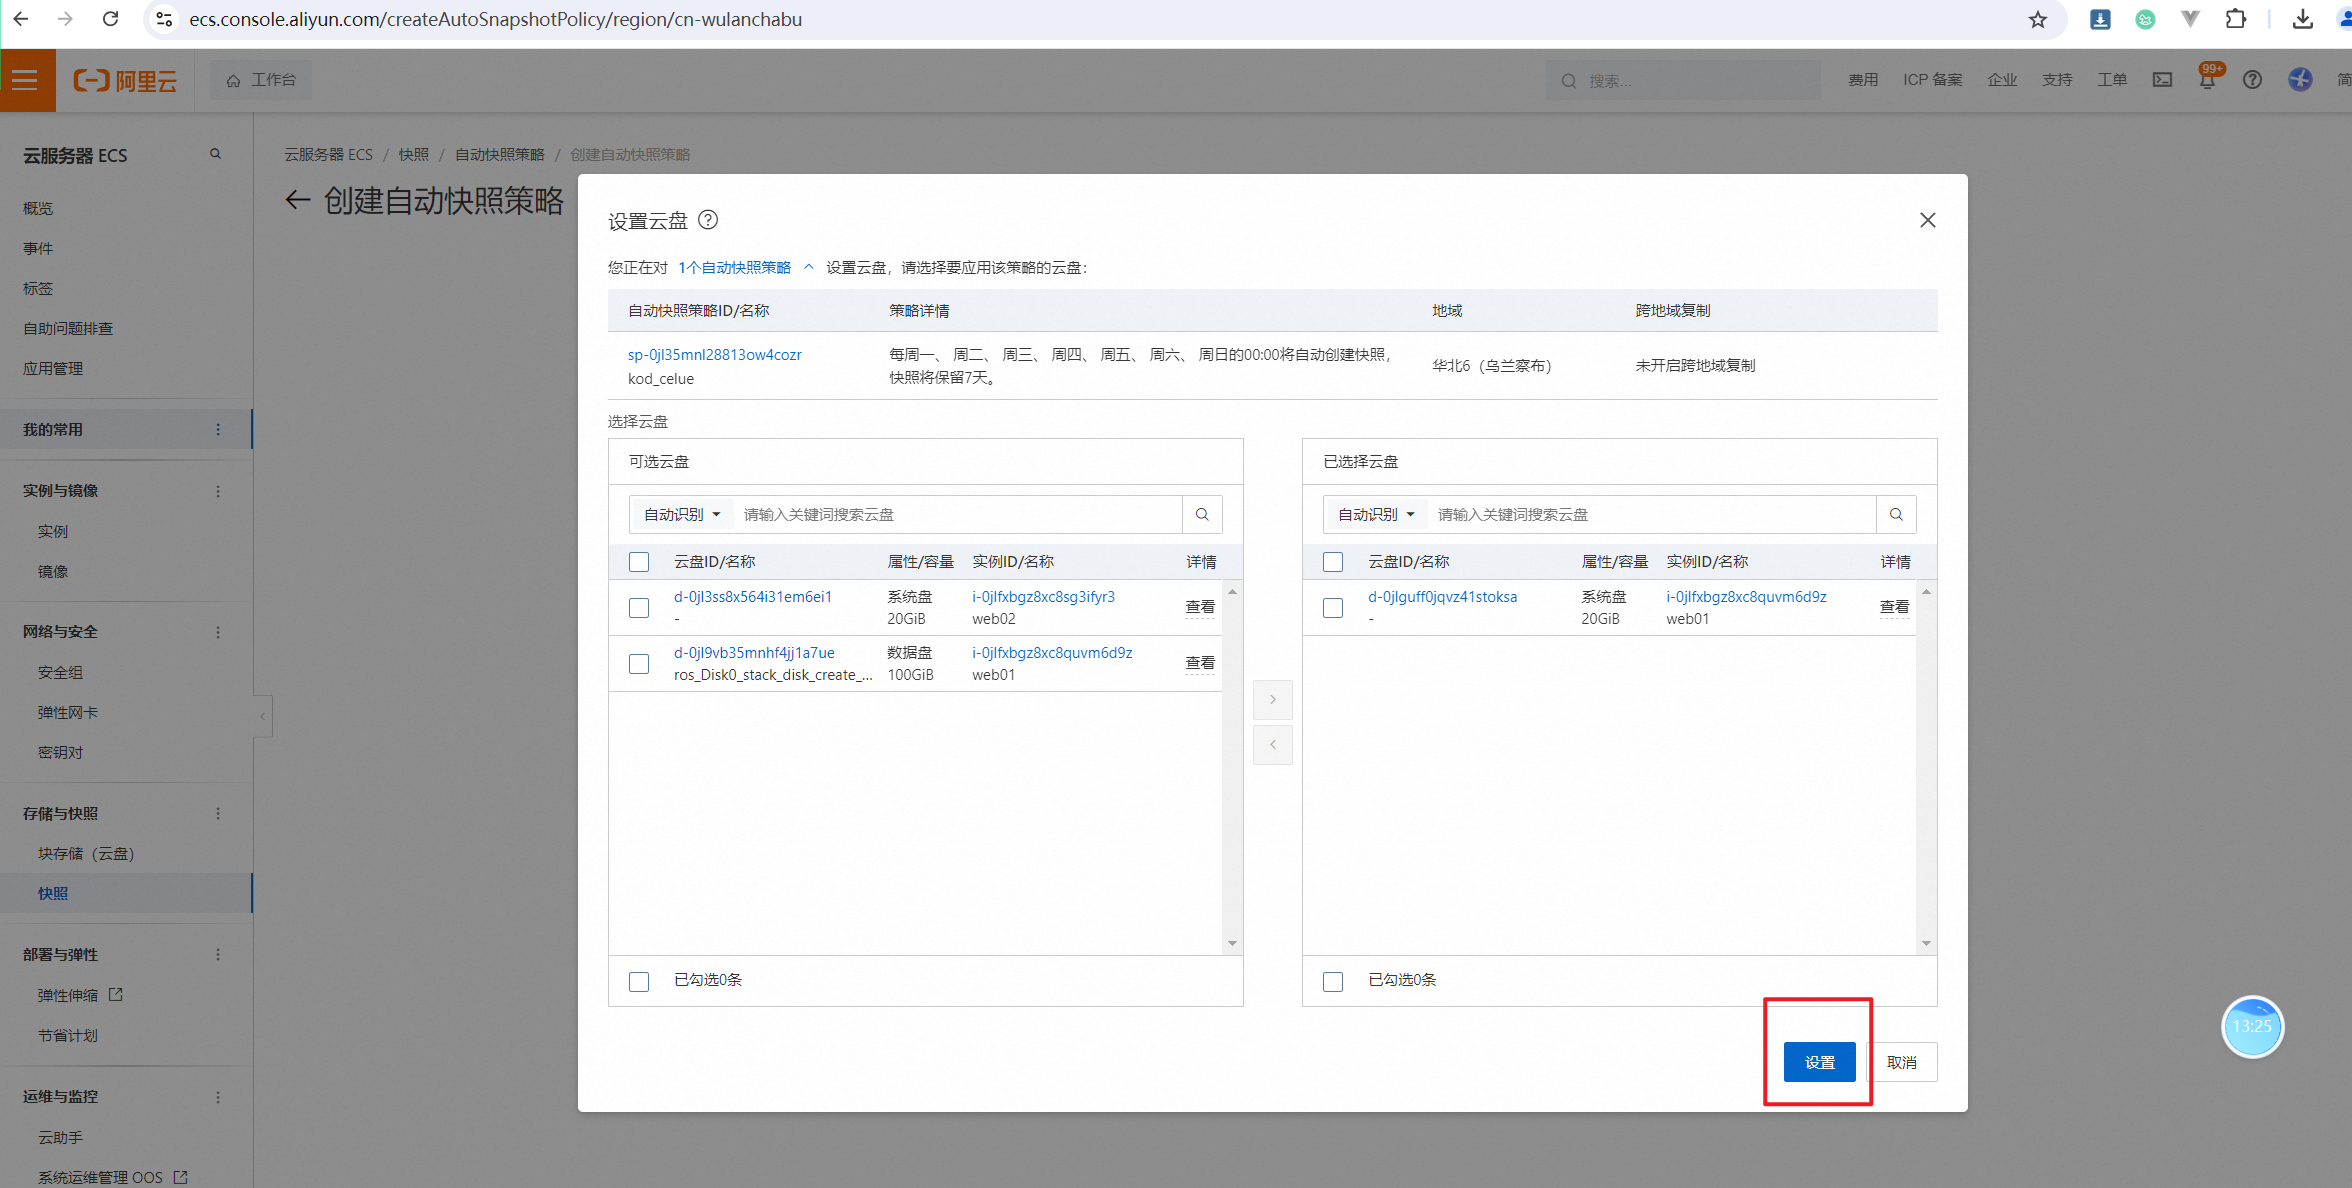 ecs.console.aliyun.com/createAutoSnapshotPolicy/region/cn-wulanchabu
阿里云
工作台
搜索...
费用
ICP 备案
企业
支持
工单
99+
简
云服务器 ECS
概览
事件
标签
自助问题排查
应用管理
我的常用
实例与镜像
实例
镜像
网络与安全
安全组
弹性网卡
密钥对
存储与快照
块存储（云盘）
快照
部署与弹性
弹性伸缩
节省计划
运维与监控
云助手
系统运维管理 OOS
云服务器 ECS / 快照 / 自动快照策略 / 创建自动快照策略
创建自动快照策略
设置云盘
您正在对 1个自动快照策略 设置云盘，请选择要应用该策略的云盘：
自动快照策略ID/名称 策略详情 地域 跨地域复制
sp-0jl35mnl28813ow4cozr
kod_celue
每周一、 周二、 周三、 周四、 周五、 周六、 周日的00:00将自动创建快照，
快照将保留7天。
华北6（乌兰察布）
未开启跨地域复制
选择云盘
可选云盘
自动识别 请输入关键词搜索云盘
云盘ID/名称 属性/容量 实例ID/名称 详情
d-0jl3ss8x564i31em6ei1 系统盘 i-0jlfxbgz8xc8sg3ifyr3 查看
- 20GiB web02
d-0jl9vb35mnhf4jj1a7ue 数据盘 i-0jlfxbgz8xc8quvm6d9z 查看
ros_Disk0_stack_disk_create_... 100GiB web01
已勾选0条
已选择云盘
自动识别 请输入关键词搜索云盘
云盘ID/名称 属性/容量 实例ID/名称 详情
d-0jlguff0jqvz41stoksa 系统盘 i-0jlfxbgz8xc8quvm6d9z 查看
- 20GiB web01
已勾选0条
设置
取消
13:25